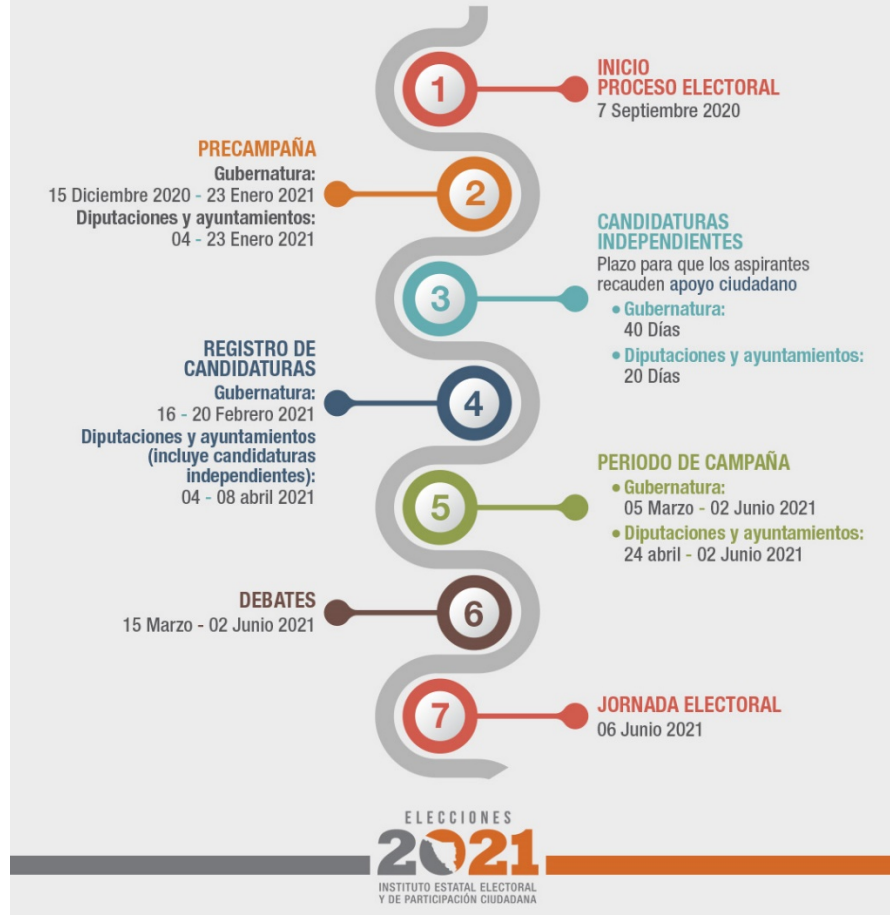 1
INICIO
PROCESO ELECTORAL
7 Septiembre 2020
PRECAMPAÑA
Gubernatura:
15 Diciembre 2020 - 23 Enero 2021
Diputaciones y ayuntamientos:
04 - 23 Enero 2021
2
3
CANDIDATURAS
INDEPENDIENTES
Plazo para que los aspirantes
recauden apoyo ciudadano
• Gubernatura:
40 Días
• Diputaciones y ayuntamientos:
20 Días
REGISTRO DE
CANDIDATURAS
Gubernatura:
16 - 20 Febrero 2021
Diputaciones y ayuntamientos
(incluye candidaturas
independientes):
04 - 08 abril 2021
4
5
PERIODO DE CAMPAÑA
• Gubernatura:
05 Marzo - 02 Junio 2021
• Diputaciones y ayuntamientos:
24 abril - 02 Junio 2021
DEBATES
15 Marzo - 02 Junio 2021
6
7
JORNADA ELECTORAL
06 Junio 2021
ELECCIONES
2021
INSTITUTO ESTATAL ELECTORAL
Y DE PARTICIPACIÓN CIUDADANA